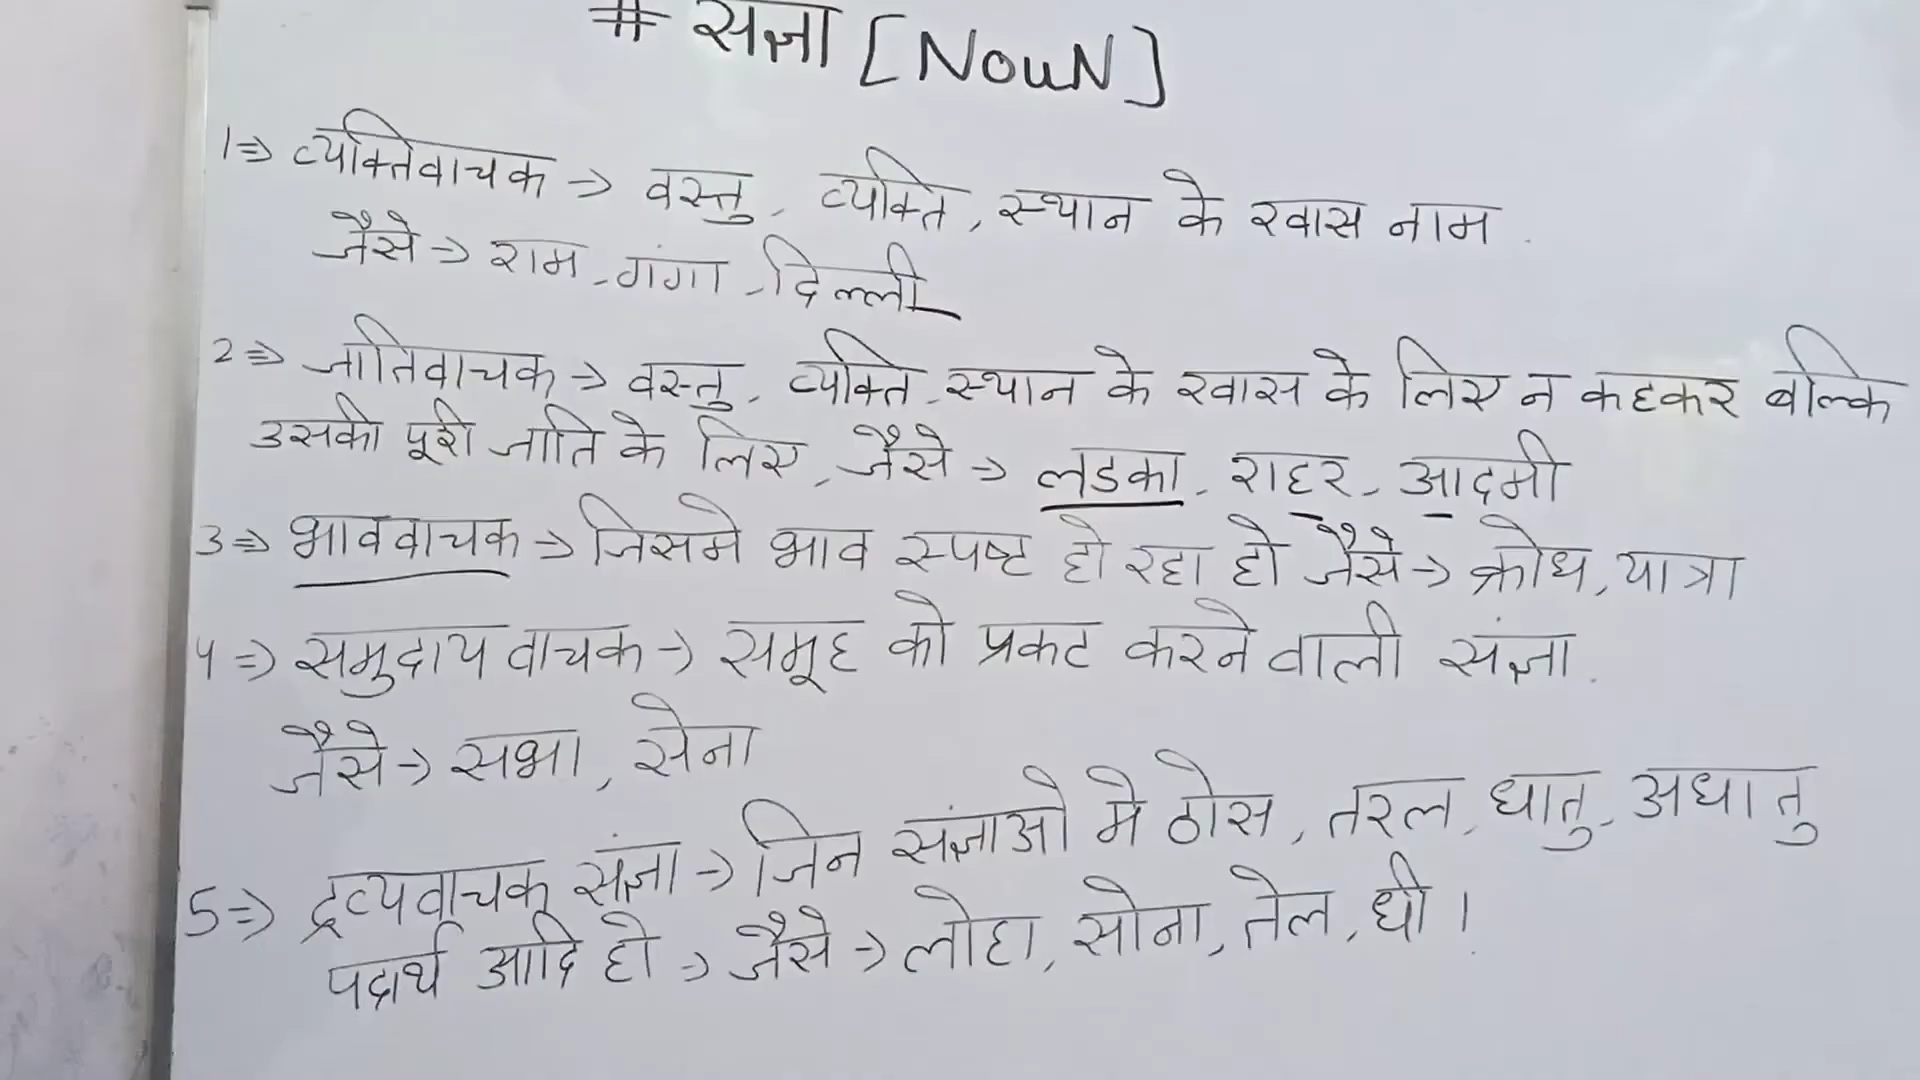 # संज्ञा [NouN]
1⇒ व्यक्तिवाचक → वस्तु, व्यक्ति, स्थान के खास नाम.
जैसे → राम, गंगा, दिल्ली
2⇒ जातिवाचक → वस्तु, व्यक्ति, स्थान के खास के लिए न कहकर बल्कि
उसकी पूरी जाति के लिए, जैसे → लडका, शहर, आदमी
3⇒ भाववाचक → जिसमे भाव स्पष्ट हो रहा हो जैसे → क्रोध, यात्रा
4⇒ समुदाय वाचक → समूह को प्रकट करने वाली संज्ञा.
जैसे → सभा, सेना
5⇒ द्रव्यवाचक संज्ञा → जिन संज्ञाओ मे ठोस, तरल, धातु, अधातु
पदार्थ आदि हो → जैसे → लोहा, सोना, तेल, घी।